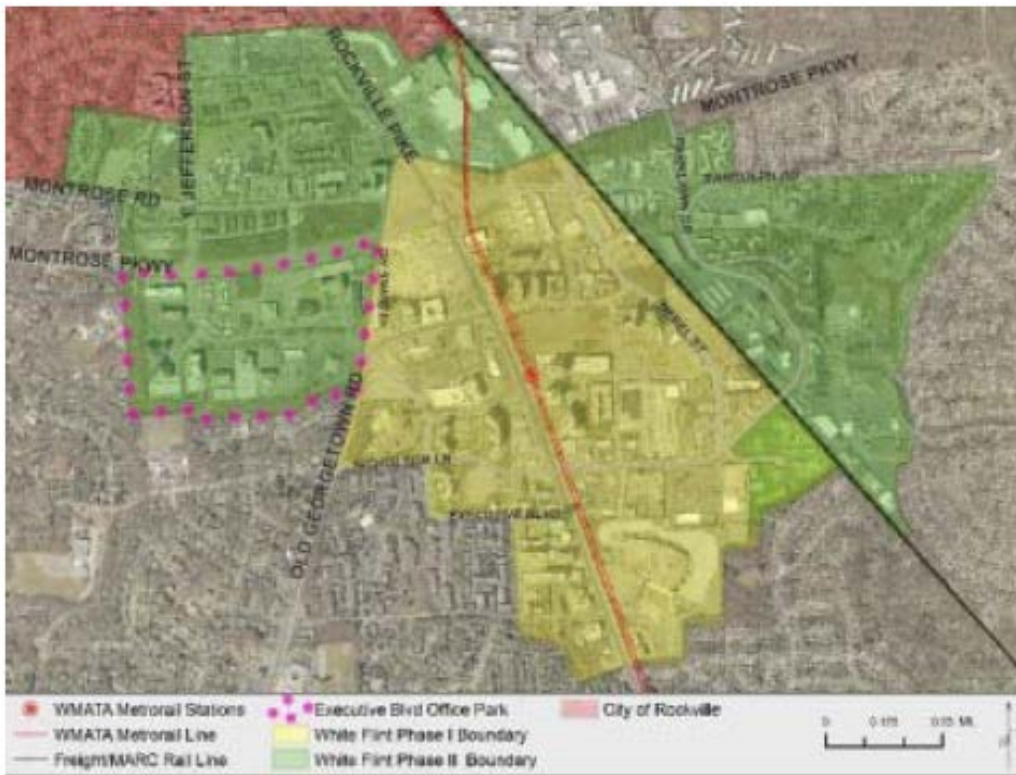 ROCKVILLE PIKE
E JEFFERSON ST
MONTROSE PKWY
MONTROSE RD
MONTROSE PKWY
OLD GEORGETOWN RD
EXECUTIVE BLVD
WMATA Metrorail Stations
Executive Blvd Office Park
City of Rockville
WMATA Metrorail Line
White Flint Phase I Boundary
Freight/MARC Rail Line
White Flint Phase II Boundary
0